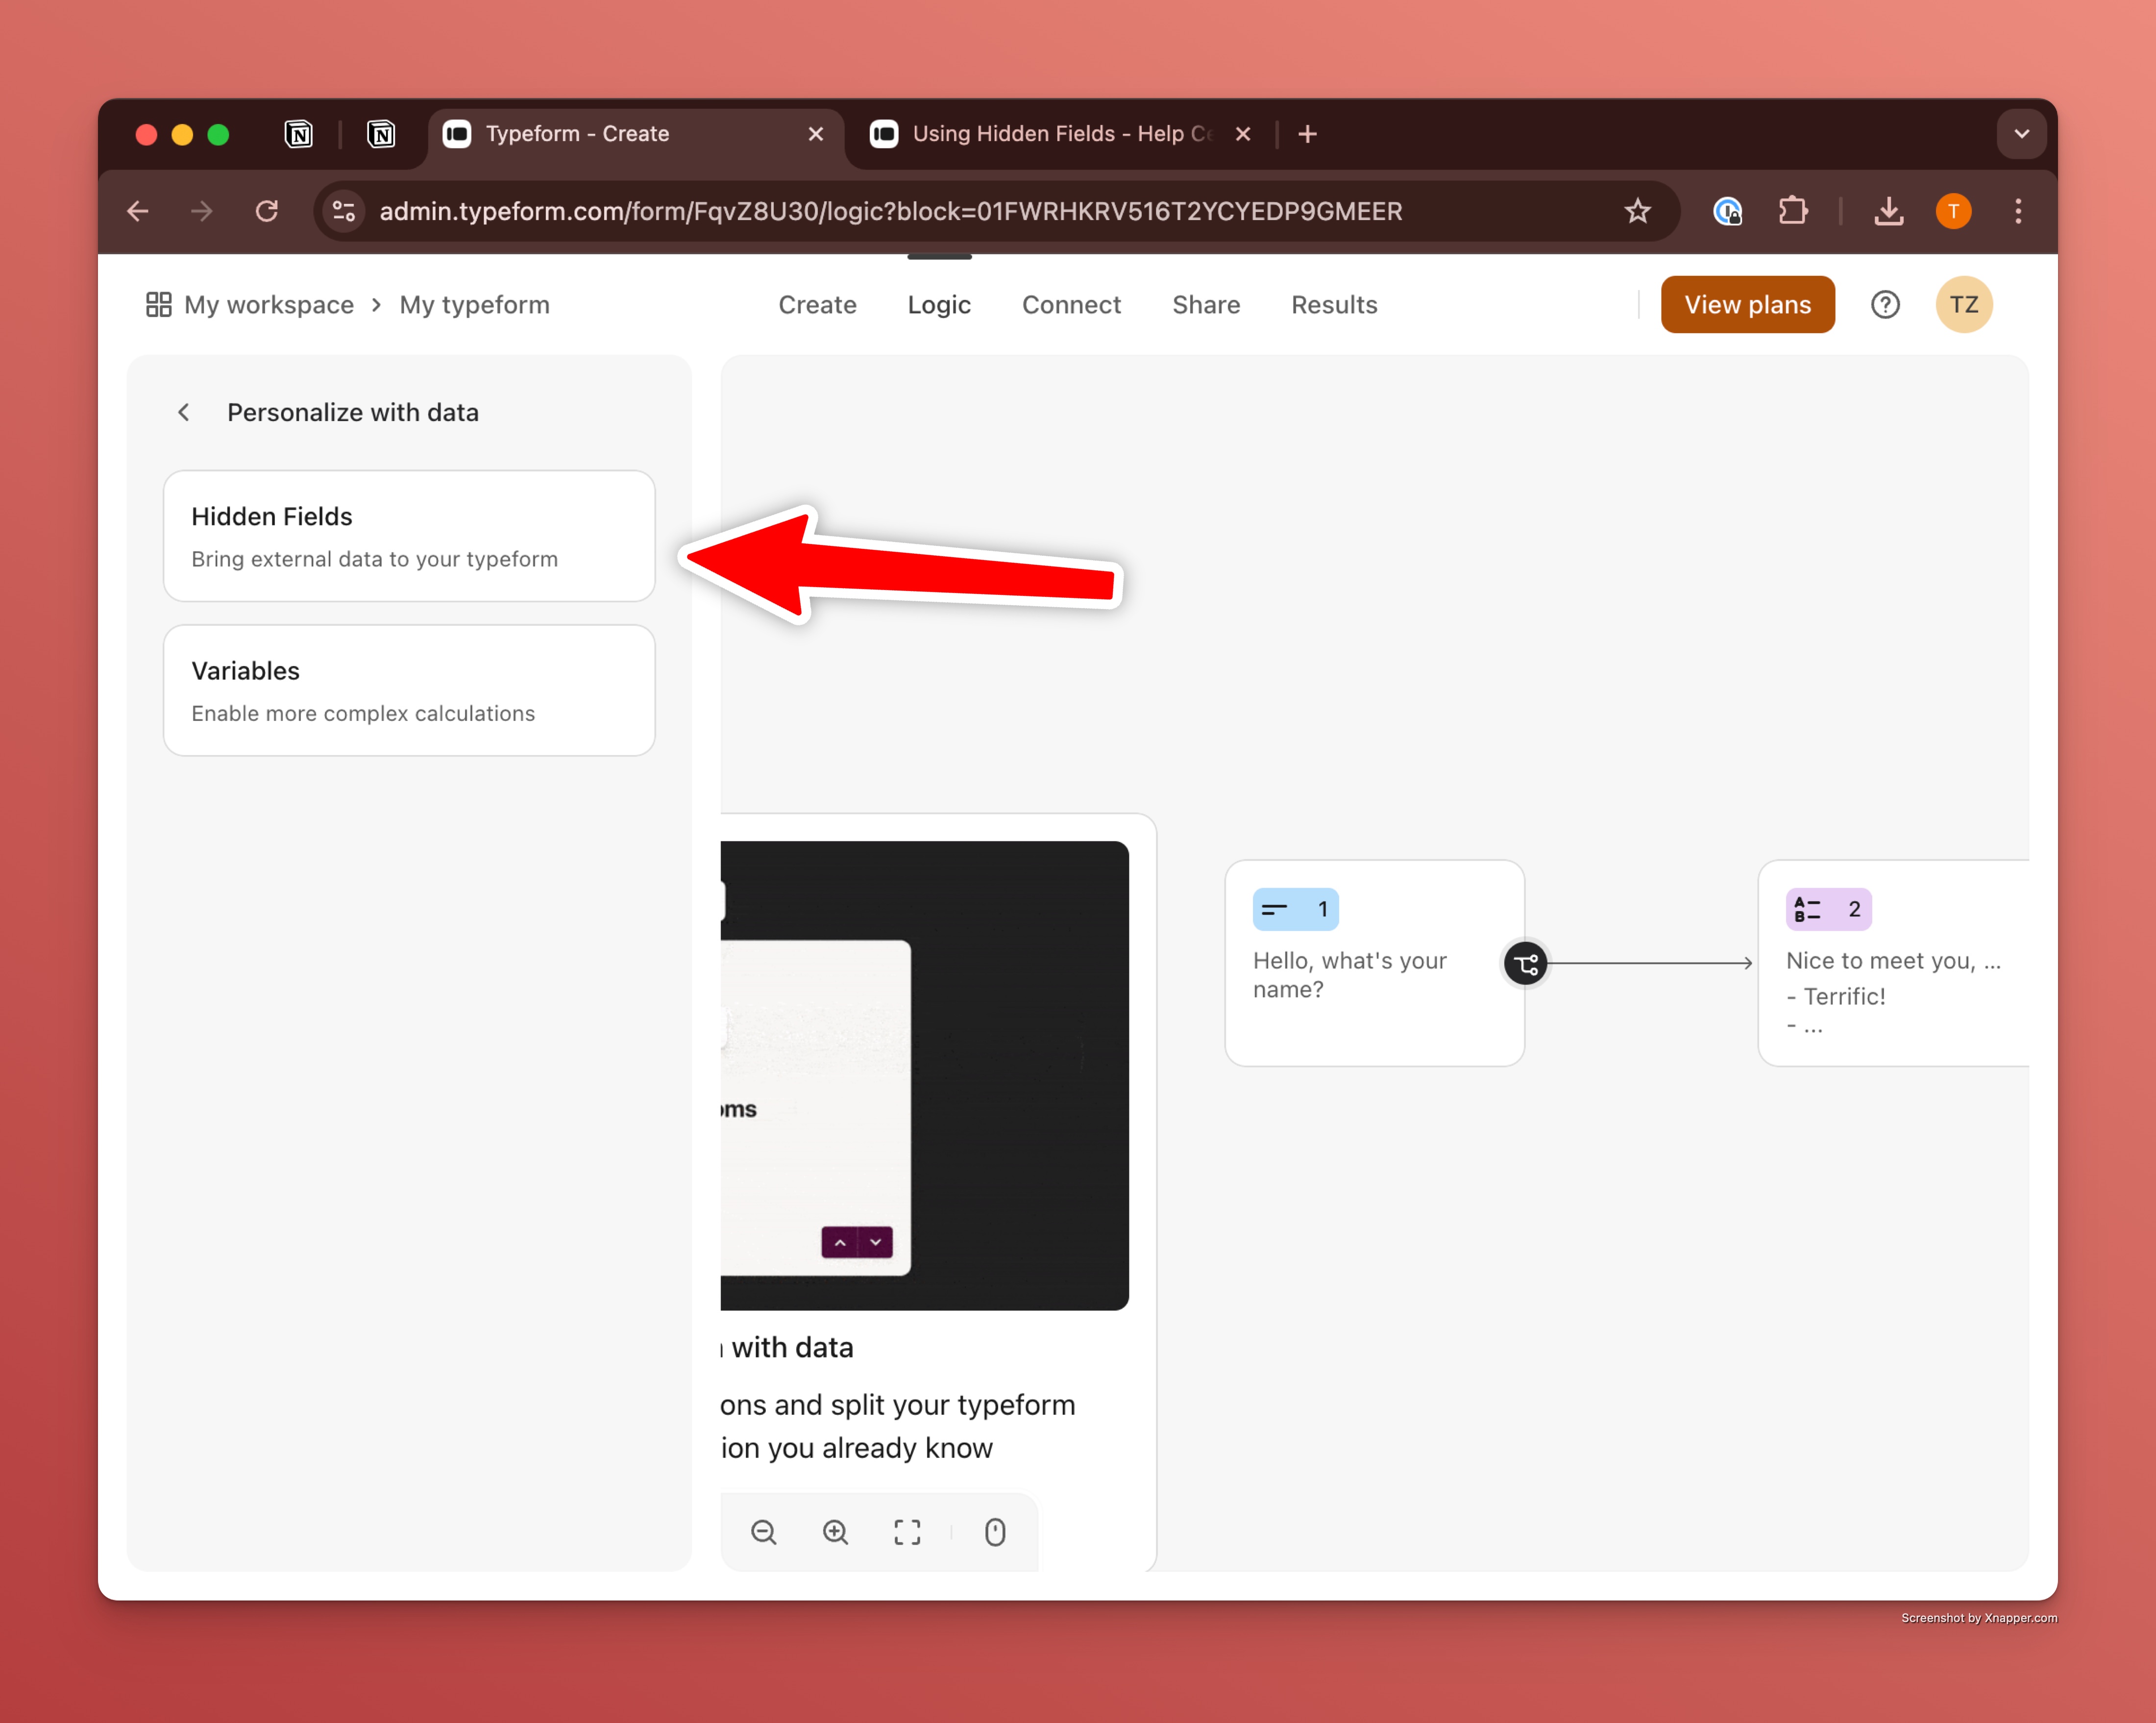 Typeform - Create
Using Hidden Fields - Help
admin.typeform.com/form/FqvZ8U30/logic?block=01FWRHKRV516T2YCYEDP9GMEER
T
My workspace > My typeform
Create
Logic
Connect
Share
Results
View plans
TZ
Personalize with data
Hidden Fields
Bring external data to your typeform
Variables
Enable more complex calculations
1
Hello, what's your
name?
A
B
2
Nice to meet you, ...
- Terrific!
- ...
with data
and split your typeform
you already know
Screenshot by Xnapper.com